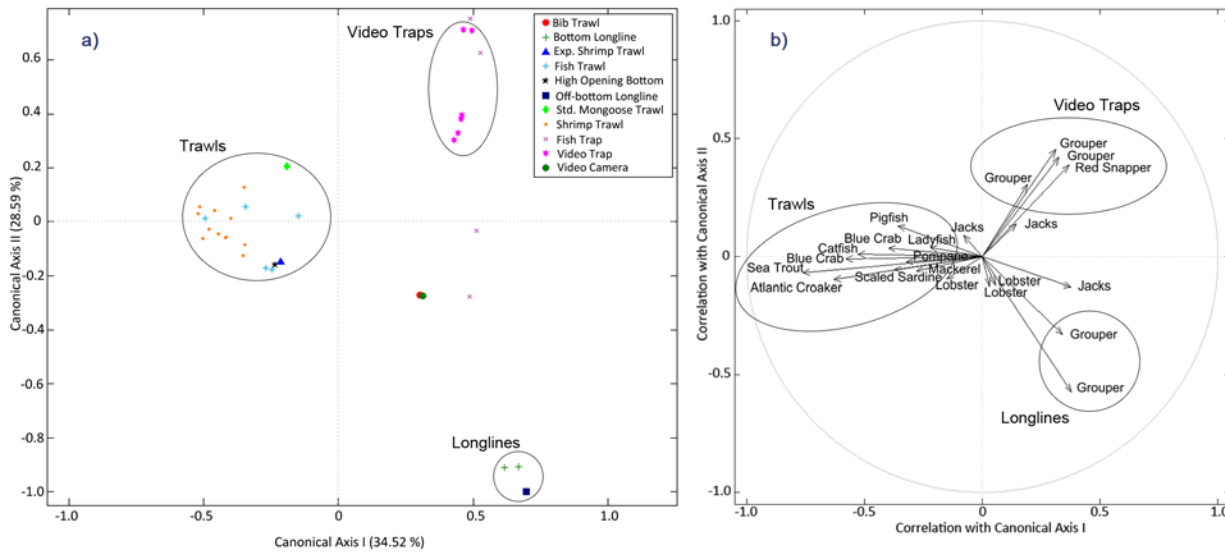 a)
Video Traps
Trawls
Longlines
Bib Trawl
Bottom Longline
Exp. Shrimp Trawl
Fish Trawl
High Opening Bottom
Off-bottom Longline
Std. Mongoose Trawl
Shrimp Trawl
Fish Trap
Video Trap
Video Camera
Canonical Axis II (28.59 %)
0.6
0.4
0.2
0
-0.2
-0.4
-0.6
-0.8
-1.0
-1.0
-0.5
0
0.5
1.0
Canonical Axis I (34.52 %)
b)
Video Traps
Grouper
Grouper
Grouper
Red Snapper
Trawls
Pigfish
Jacks
Jacks
Blue Crab
Ladyfish
Catfish
Blue Crab
Pompano
Sea Trout
Mackerel
Scaled Sardine
Atlantic Croaker
Lobster
Lobster
Lobster
Jacks
Grouper
Grouper
Longlines
Correlation with Canonical Axis II
1.0
0.5
0
-0.5
-1.0
-1.0
-0.5
0
0.5
1.0
Correlation with Canonical Axis I